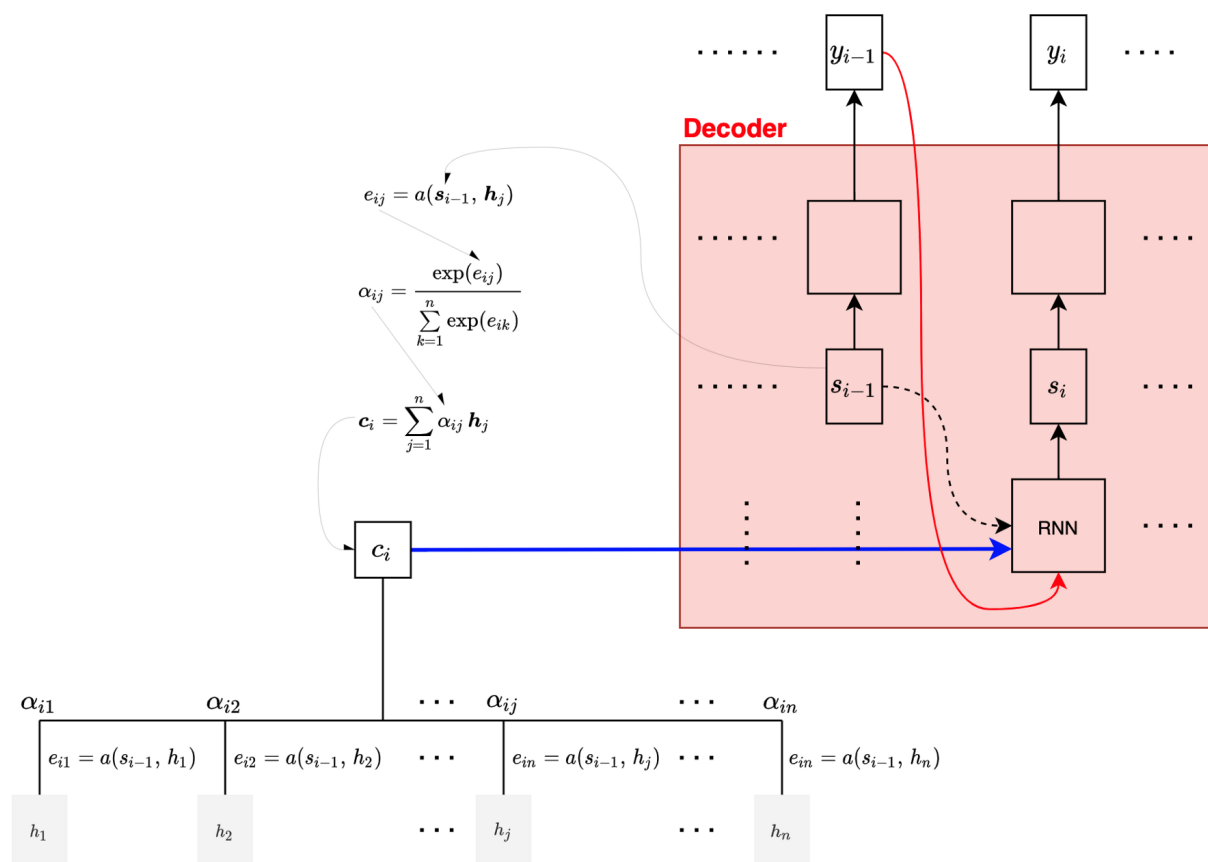 ······ y_{i-1} y_i ····
Decoder
e_{ij} = a(s_{i-1}, h_j)
······ ····
α_{ij} = exp(e_{ij}) / ∑_{k=1}^{n} exp(e_{ik})
······ s_{i-1} s_i ····
c_i = ∑_{j=1}^{n} α_{ij} h_j
RNN ····
c_i
α_{i1} α_{i2} ··· α_{ij} ··· α_{in}
e_{i1} = a(s_{i-1}, h_1) e_{i2} = a(s_{i-1}, h_2) ··· e_{in} = a(s_{i-1}, h_j) ··· e_{in} = a(s_{i-1}, h_n)
h_1 h_2 ··· h_j ··· h_n